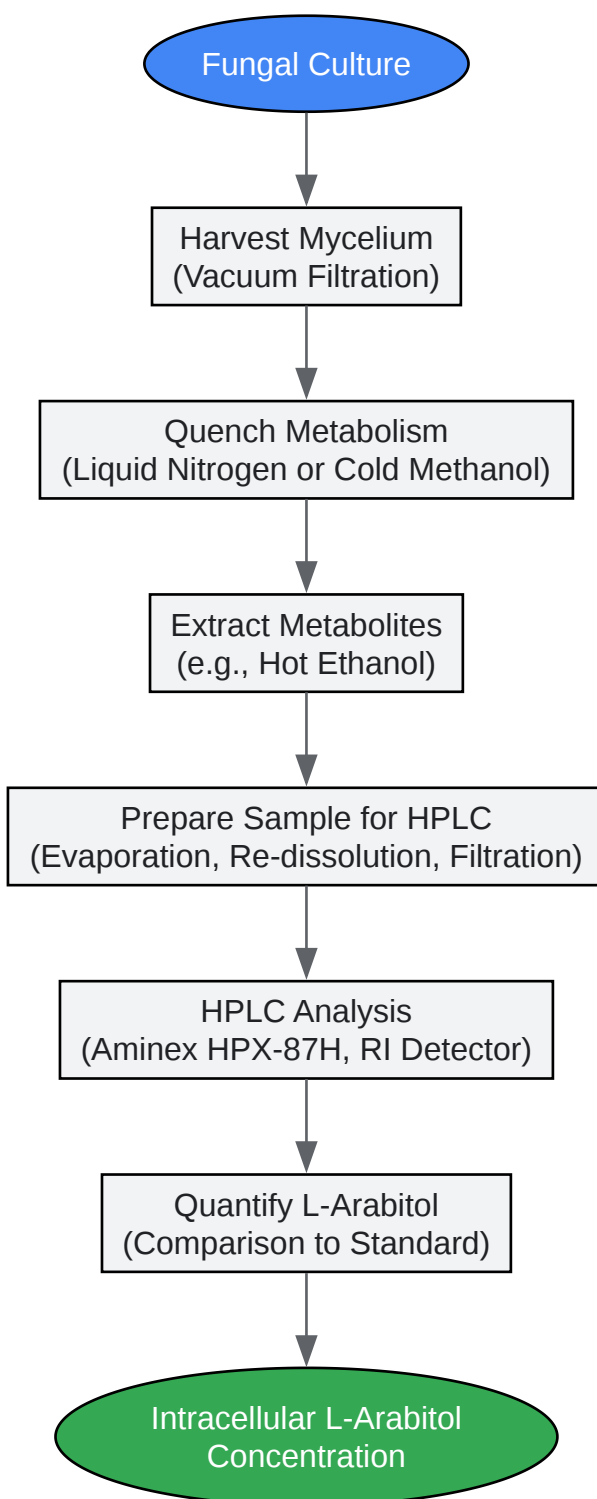 Fungal Culture
Harvest Mycelium
(Vacuum Filtration)
Quench Metabolism
(Liquid Nitrogen or Cold Methanol)
Extract Metabolites
(e.g., Hot Ethanol)
Prepare Sample for HPLC
(Evaporation, Re-dissolution, Filtration)
HPLC Analysis
(Aminex HPX-87H, RI Detector)
Quantify L-Arabitol
(Comparison to Standard)
Intracellular L-Arabitol
Concentration